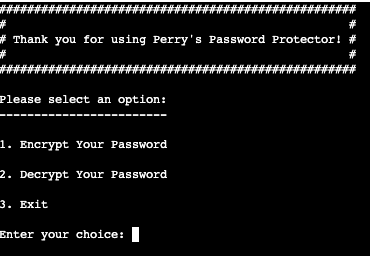 ###################################################
#                                                 #
# Thank you for using Perry's Password Protector! #
#                                                 #
###################################################
Please select an option:
------------------------
1. Encrypt Your Password
2. Decrypt Your Password
3. Exit
Enter your choice: